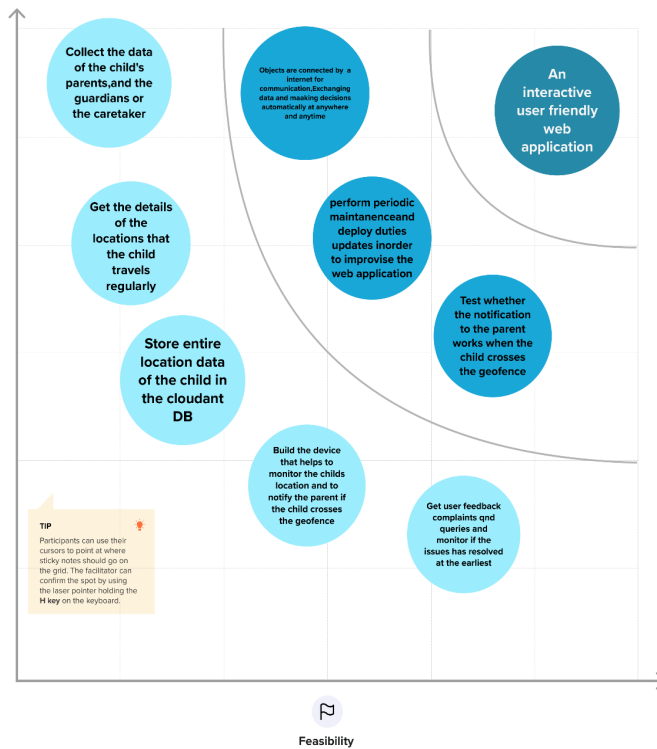 Collect the data
of the child's
parents,and the
guardians or
the caretaker
Objects are connected by a
internet for
communication,Exchanging
data and maaking decisions
automatically at anywhere
and anytime
An
interactive
user friendly
web
application
Get the details
of the
locations that
the child
travels
regularly
perform periodic
maintanenceand
deploy duties
updates inorder
to improvise the
web application
Test whether
the notification
to the parent
works when the
child crosses
the geofence
Store entire
location data
of the child in
the cloudant
DB
Build the device
that helps to
monitor the childs
location and to
notify the parent if
the child crosses
the geofence
Get user feedback
complaints qnd
queries and
monitor if the
issues has resolved
at the earliest
TIP
Participants can use their
cursors to point at where
sticky notes should go on
the grid. The facilitator can
confirm the spot by using
the laser pointer holding the
H key on the keyboard.
Feasibility